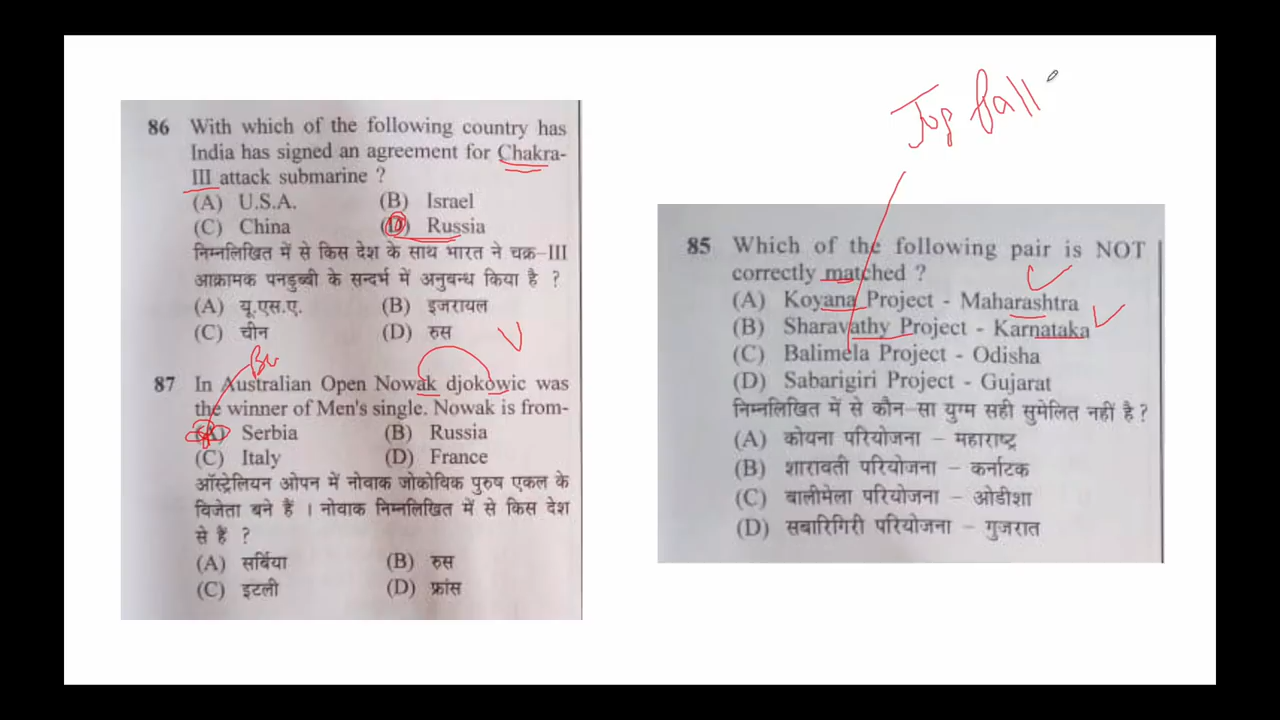 86 With which of the following country has
India has signed an agreement for Chakra-
III attack submarine ?
(A) U.S.A. (B) Israel
(C) China (D) Russia
निम्नलिखित में से किस देश के साथ भारत ने चक्र–III
आक्रामक पनडुब्बी के सन्दर्भ में अनुबन्ध किया है ?
(A) यू.एस.ए. (B) इजरायल
(C) चीन (D) रुस
87 In Australian Open Nowak djokowic was
the winner of Men's single. Nowak is from-
(A) Serbia (B) Russia
(C) Italy (D) France
ऑस्ट्रेलियन ओपन में नोवाक जोकोविक पुरुष एकल के
विजेता बने हैं । नोवाक निम्नलिखित में से किस देश
से हैं ?
(A) सर्बिया (B) रुस
(C) इटली (D) फ्रांस
Jog fall
85 Which of the following pair is NOT
correctly matched ?
(A) Koyana Project - Maharashtra
(B) Sharavathy Project - Karnataka
(C) Balimela Project - Odisha
(D) Sabarigiri Project - Gujarat
निम्नलिखित में से कौन-सा युग्म सही सुमेलित नहीं है ?
(A) कोयना परियोजना – महाराष्ट्र
(B) शारावती परियोजना – कर्नाटक
(C) बालीमेला परियोजना – ओडीशा
(D) सबारिगिरी परियोजना – गुजरात